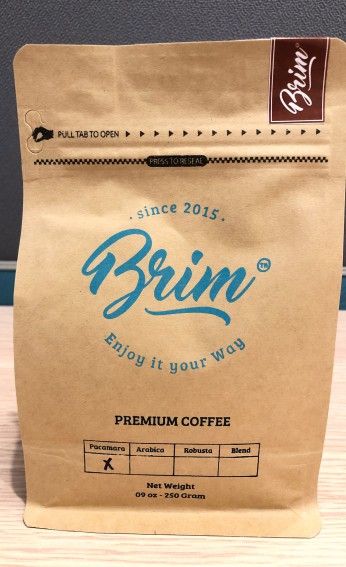 Brim
PULL TAB TO OPEN
PRESS TO RESEAL
· since 2015 ·
Brim TM
Enjoy it your Way
PREMIUM COFFEE
Pacamara Arabica Robusta Blend
X
Net Weight
09 oz - 250 Gram